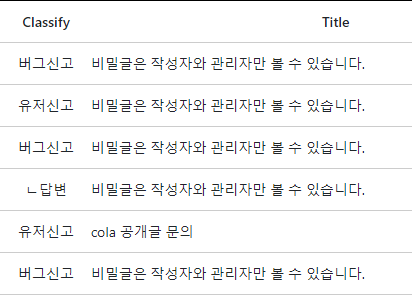 Classify Title
버그신고 비밀글은 작성자와 관리자만 볼 수 있습니다.
유저신고 비밀글은 작성자와 관리자만 볼 수 있습니다.
버그신고 비밀글은 작성자와 관리자만 볼 수 있습니다.
ㄴ답변 비밀글은 작성자와 관리자만 볼 수 있습니다.
유저신고 cola 공개글 문의
버그신고 비밀글은 작성자와 관리자만 볼 수 있습니다.